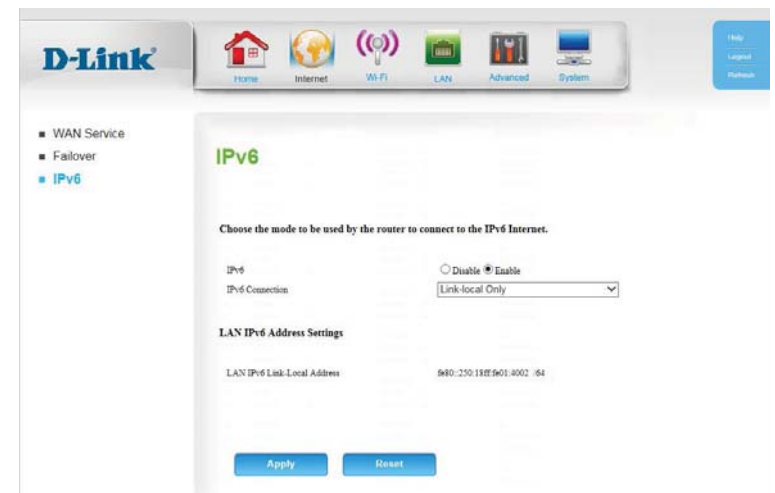 D-Link
Home
Internet
Wi-Fi
LAN
Advanced
System
Help
Logout
Refresh
WAN Service
Failover
IPv6
IPv6
Choose the mode to be used by the router to connect to the IPv6 Internet.
IPv6 Disable Enable
IPv6 Connection Link-local Only
LAN IPv6 Address Settings
LAN IPv6 Link-Local Address fe80::250:18ff:fe01:4002 /64
Apply Reset